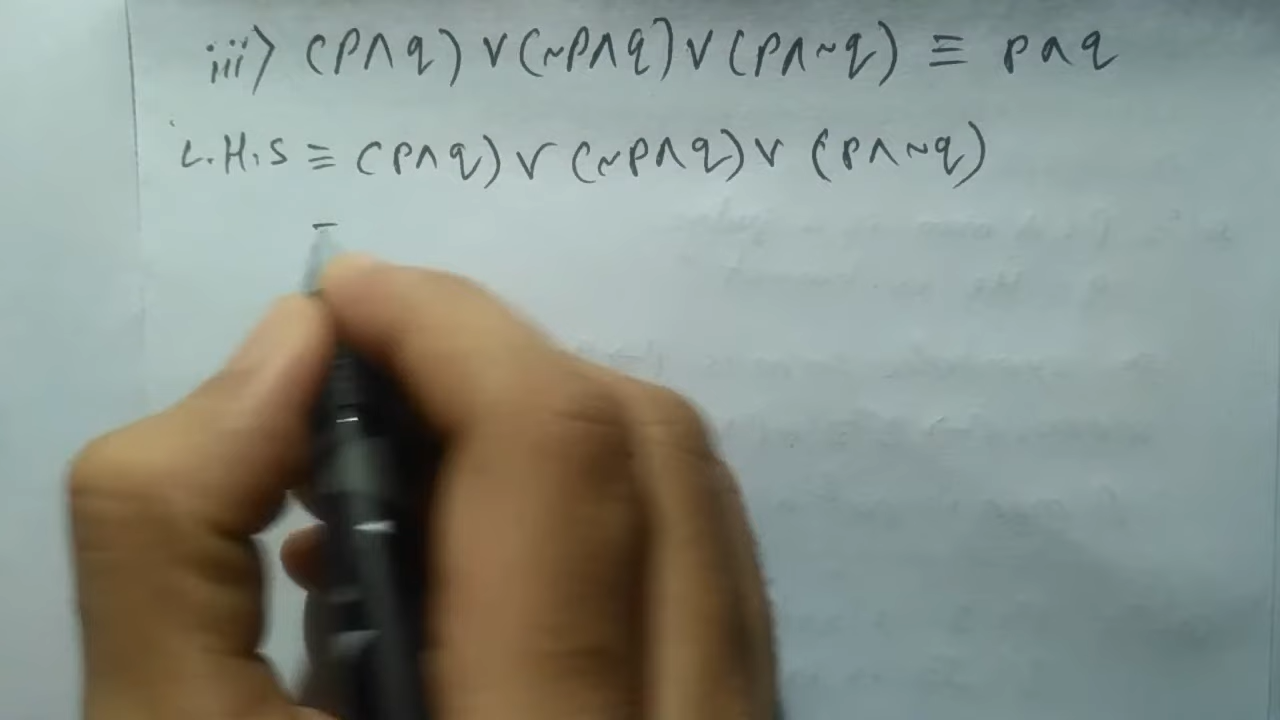 iii) (p∧q) ∨ (~p∧q) ∨ (p∧~q) ≡ p∧q
L.H.S ≡ (p∧q) ∨ (~p∧q) ∨ (p∧~q)